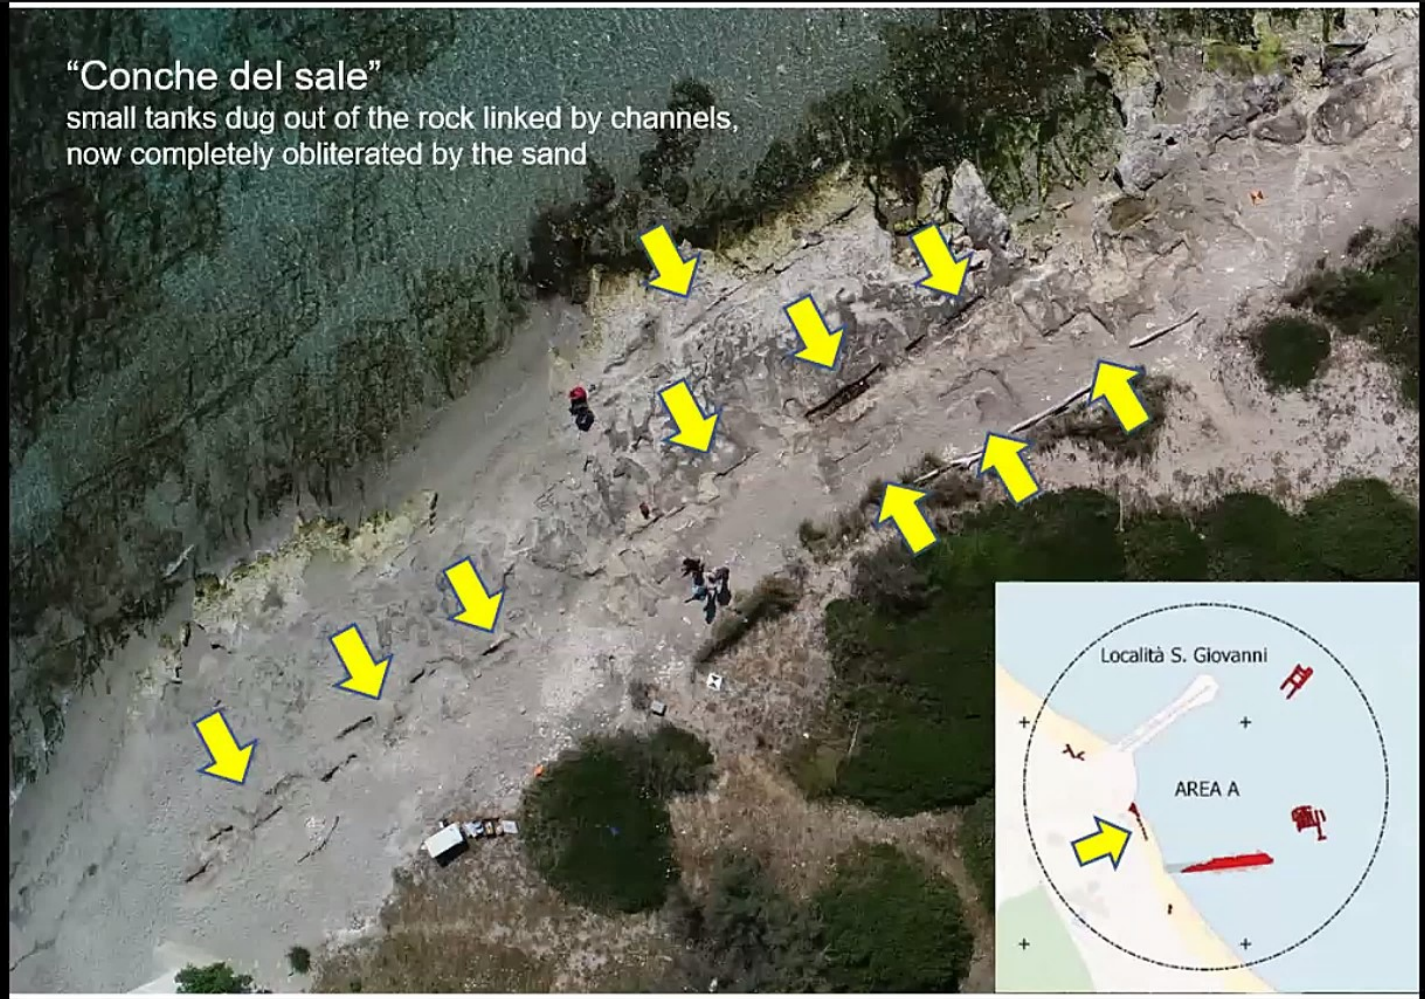 “Conche del sale”
small tanks dug out of the rock linked by channels,
now completely obliterated by the sand
Località S. Giovanni
AREA A